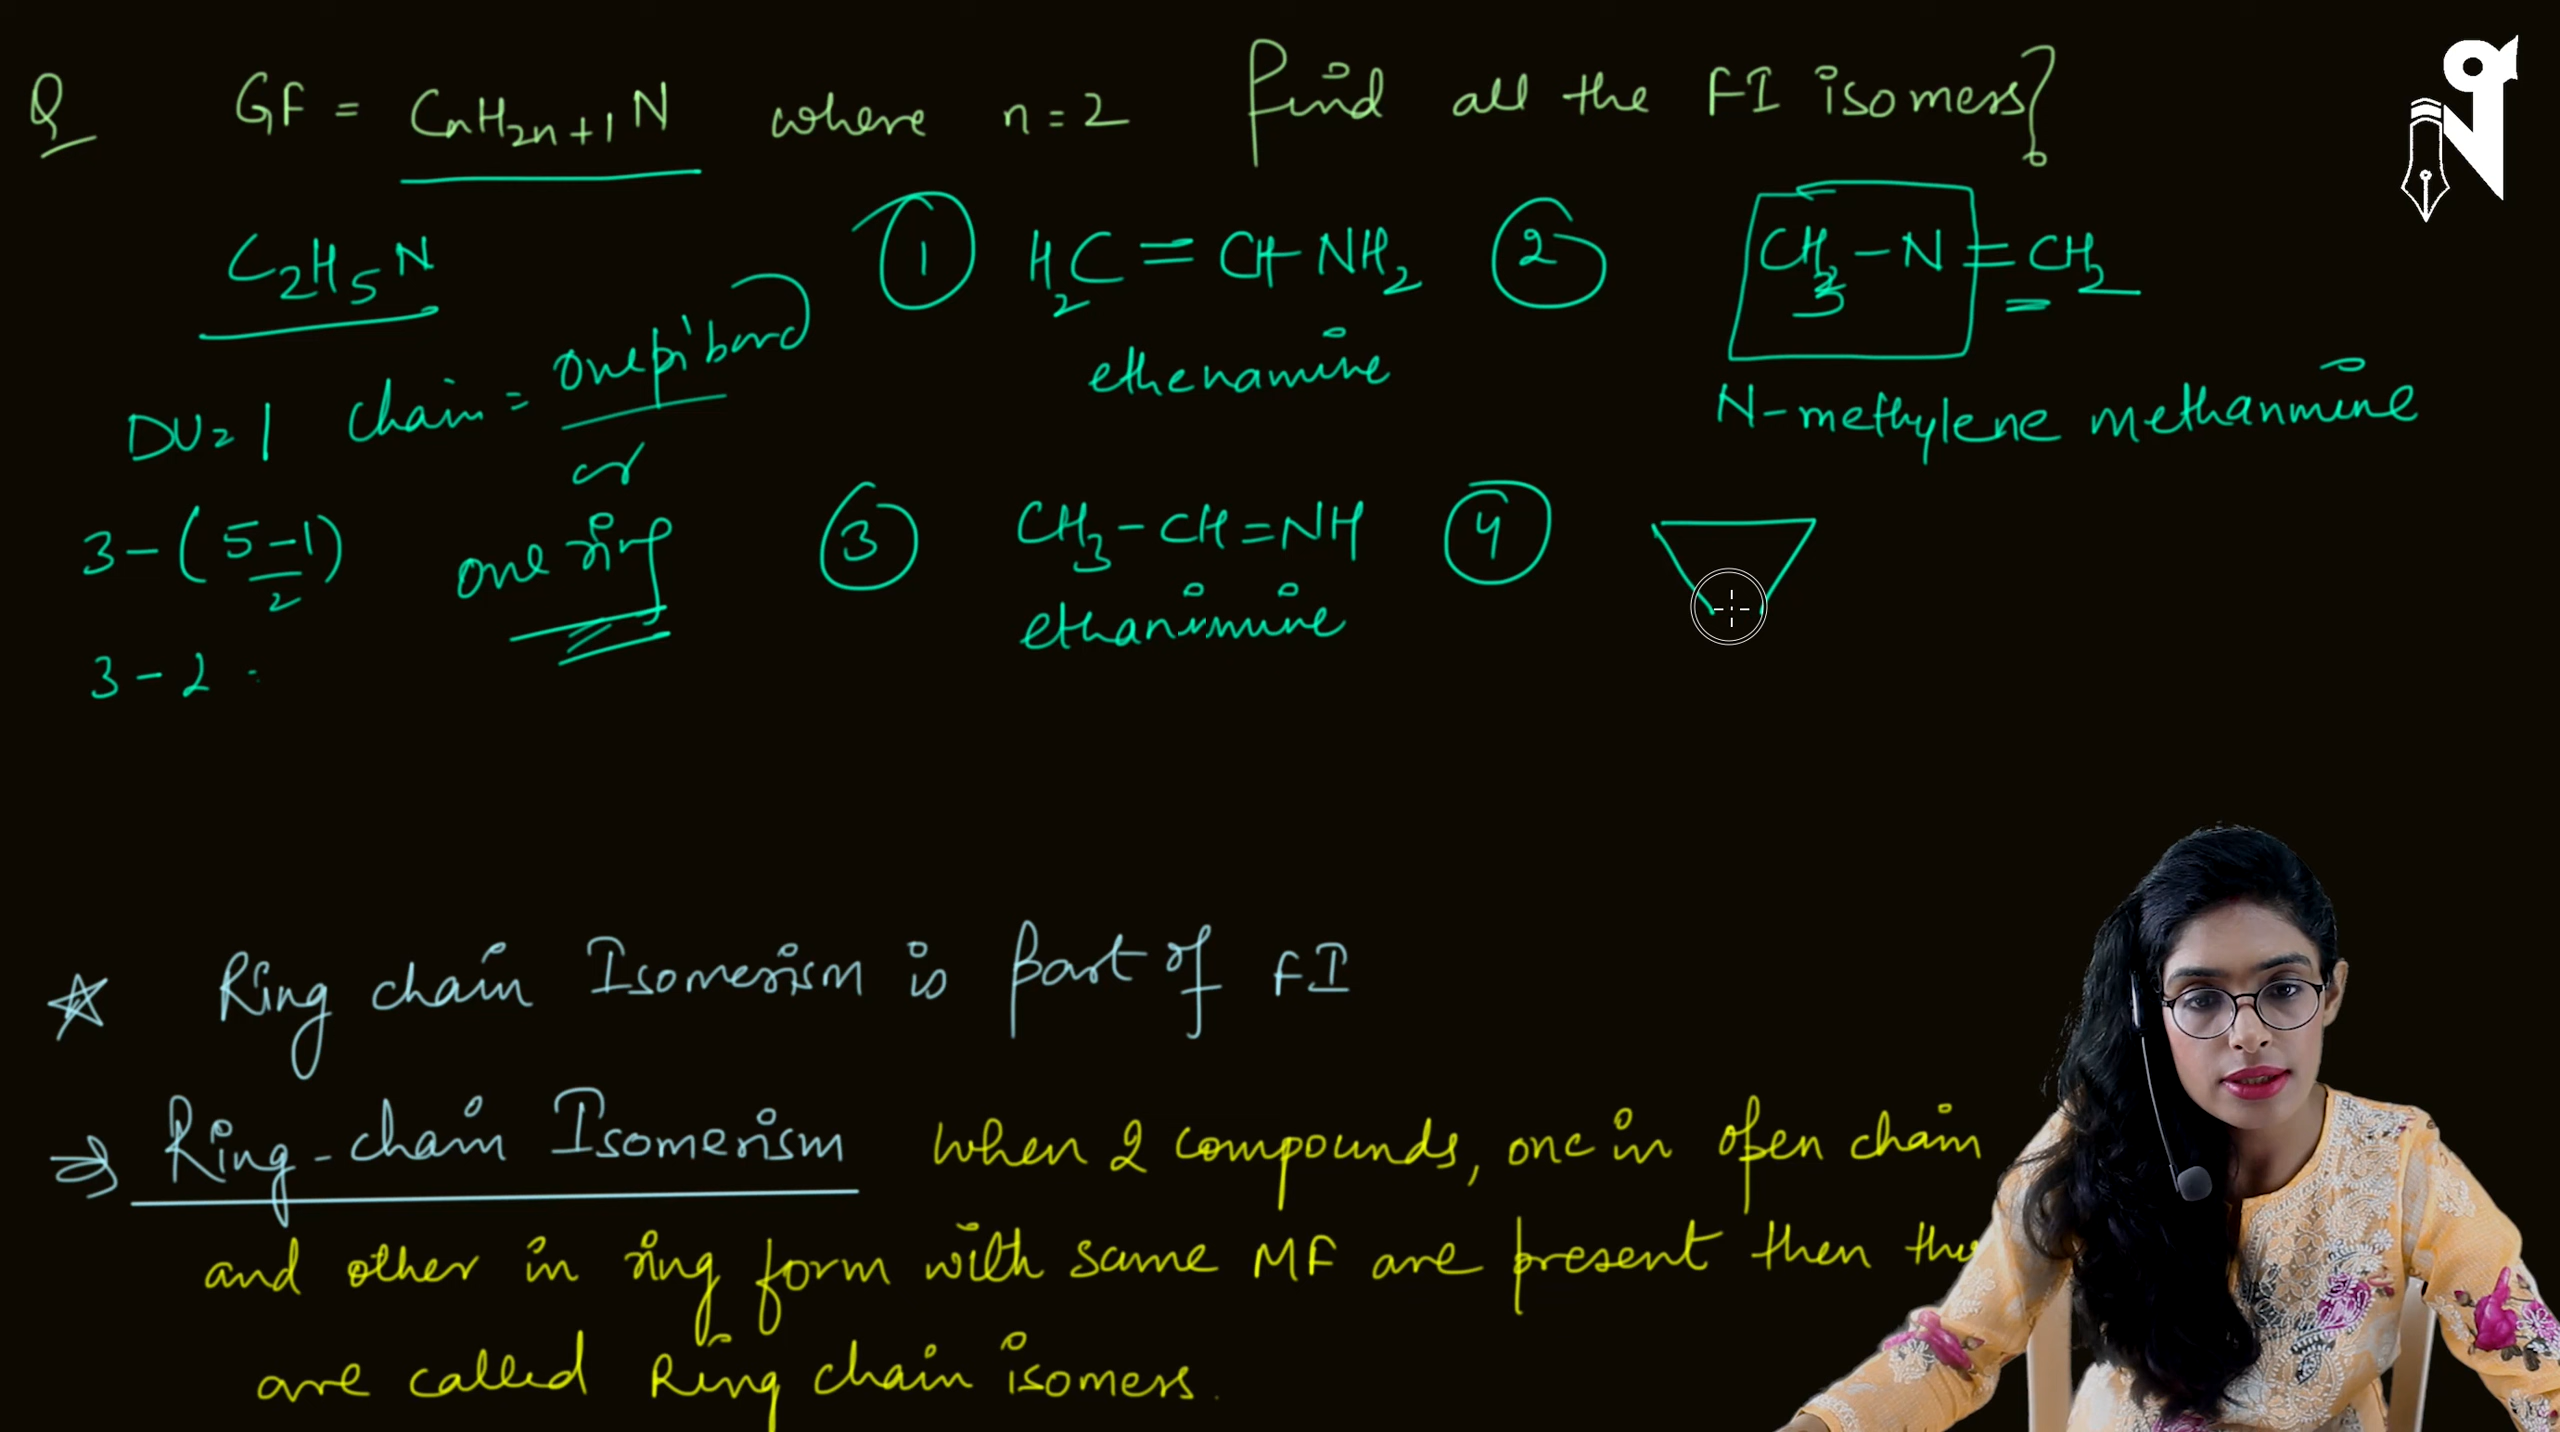 Q GF = CnH2n+1 N where n=2 find all the FI isomers?
C2H5N
① H2C = CH-NH2
② CH3 - N = CH2
ethenamine
N-methylene methanmine
DU=1 chain = one pi bond
or
one ring
3-(5-1)
2
3-2
③ CH3-CH=NH
④
ethanimine
☆ Ring chain Isomerism is part of FI
⇒ Ring-chain Isomerism When 2 compounds, one in open chain
and other in ring form with same MF are present then
are called Ring chain isomers.